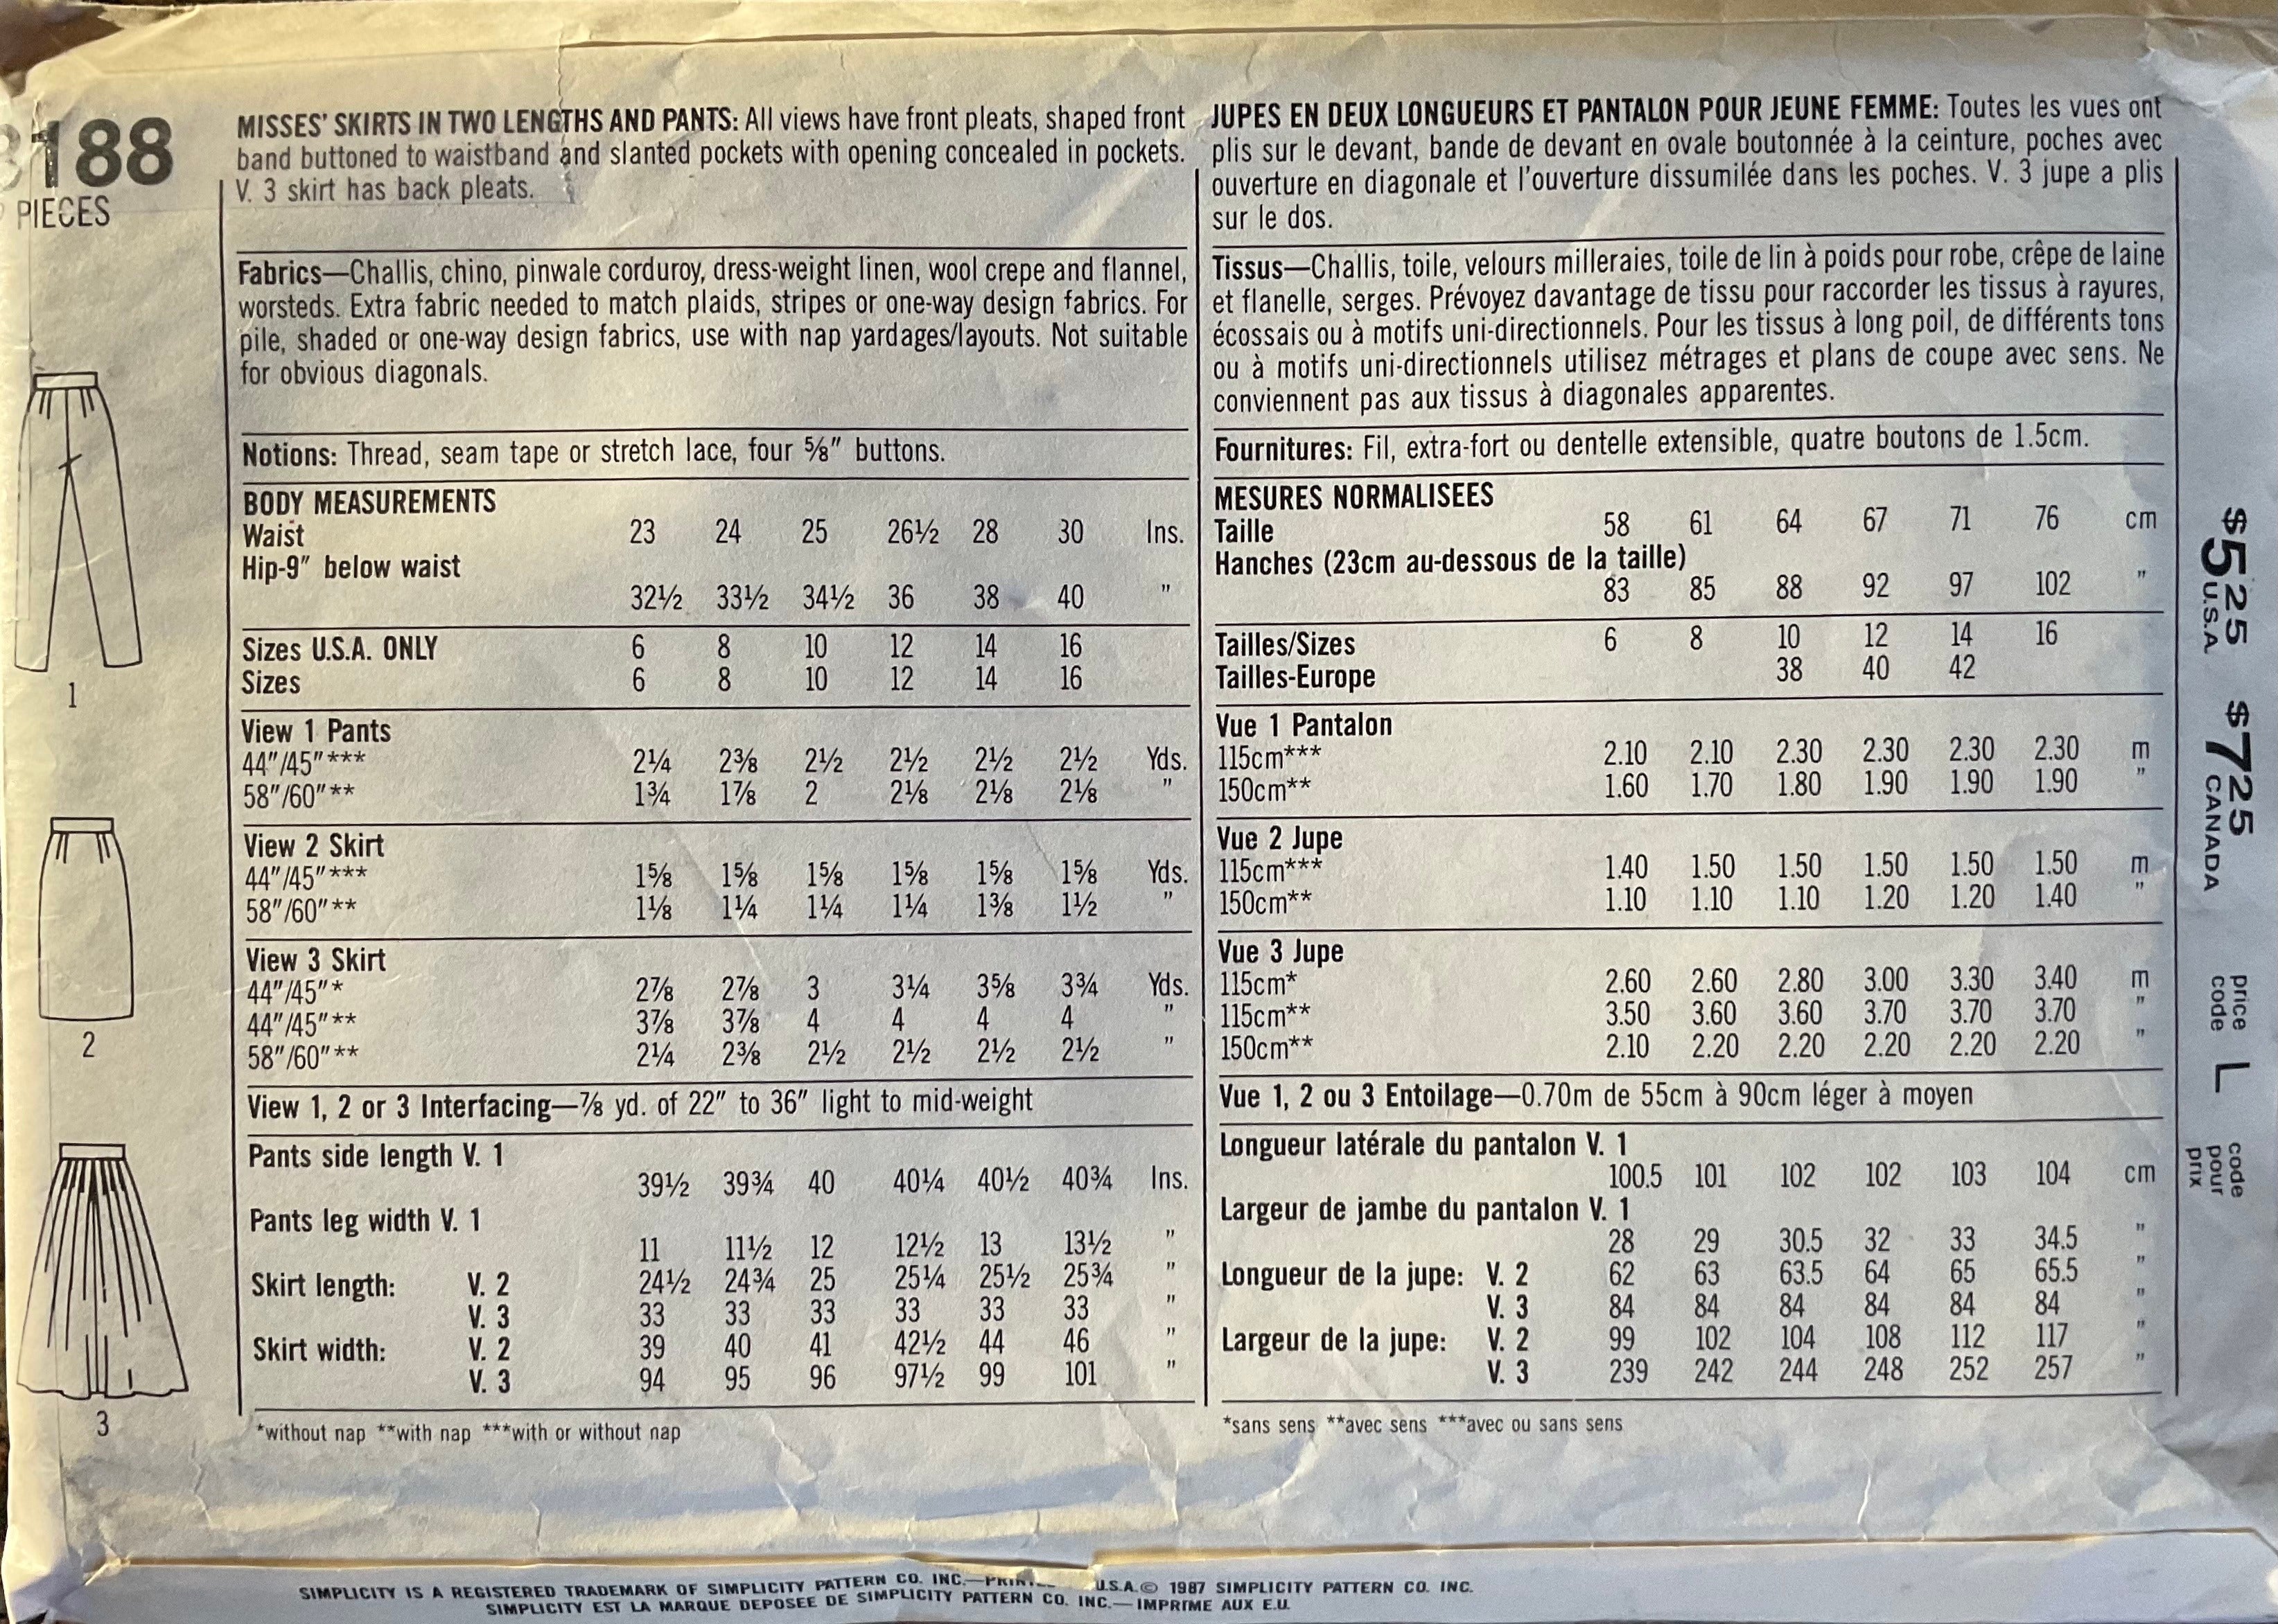 8188
PIECES
MISSES' SKIRTS IN TWO LENGTHS AND PANTS: All views have front pleats, shaped front
band buttoned to waistband and slanted pockets with opening concealed in pockets.
V. 3 skirt has back pleats.
Fabrics—Challis, chino, pinwale corduroy, dress-weight linen, wool crepe and flannel,
worsteds. Extra fabric needed to match plaids, stripes or one-way design fabrics. For
pile, shaded or one-way design fabrics, use with nap yardages/layouts. Not suitable
for obvious diagonals.
Notions: Thread, seam tape or stretch lace, four ⅝" buttons.
BODY MEASUREMENTS
Waist 23 24 25 26½ 28 30 Ins.
Hip-9" below waist
32½ 33½ 34½ 36 38 40 "
Sizes U.S.A. ONLY 6 8 10 12 14 16
Sizes 6 8 10 12 14 16
View 1 Pants
44"/45"*** 2¼ 2⅜ 2½ 2½ 2½ 2½ Yds.
58"/60"** 1¾ 1⅞ 2 2⅛ 2⅛ 2⅛ "
View 2 Skirt
44"/45"*** 1⅝ 1⅝ 1⅝ 1⅝ 1⅝ 1⅝ Yds.
58"/60"** 1⅛ 1¼ 1¼ 1¼ 1⅜ 1½ "
View 3 Skirt
44"/45"* 2⅞ 2⅞ 3 3¼ 3⅝ 3¾ Yds.
44"/45"** 3⅞ 3⅞ 4 4 4 4 "
58"/60"** 2¼ 2⅜ 2½ 2½ 2½ 2½ "
View 1, 2 or 3 Interfacing—⅞ yd. of 22" to 36" light to mid-weight
Pants side length V. 1
39½ 39¾ 40 40¼ 40½ 40¾ Ins.
Pants leg width V. 1
11 11½ 12 12½ 13 13½ "
Skirt length: V. 2 24½ 24¾ 25 25¼ 25½ 25¾ "
V. 3 33 33 33 33 33 33 "
Skirt width: V. 2 39 40 41 42½ 44 46 "
V. 3 94 95 96 97½ 99 101 "
*without nap **with nap ***with or without nap
JUPES EN DEUX LONGUEURS ET PANTALON POUR JEUNE FEMME: Toutes les vues ont
plis sur le devant, bande de devant en ovale boutonnée à la ceinture, poches avec
ouverture en diagonale et l'ouverture dissumilée dans les poches. V. 3 jupe a plis
sur le dos.
Tissus—Challis, toile, velours milleraies, toile de lin à poids pour robe, crêpe de laine
et flanelle, serges. Prévoyez davantage de tissu pour raccorder les tissus à rayures,
écossais ou à motifs uni-directionnels. Pour les tissus à long poil, de différents tons
ou à motifs uni-directionnels utilisez métrages et plans de coupe avec sens. Ne
conviennent pas aux tissus à diagonales apparentes.
Fournitures: Fil, extra-fort ou dentelle extensible, quatre boutons de 1.5cm.
MESURES NORMALISEES
Taille 58 61 64 67 71 76 cm
Hanches (23cm au-dessous de la taille)
83 85 88 92 97 102 "
Tailles/Sizes 6 8 10 12 14 16
Tailles-Europe 38 40 42
Vue 1 Pantalon
115cm*** 2.10 2.10 2.30 2.30 2.30 2.30 m
150cm** 1.60 1.70 1.80 1.90 1.90 1.90 "
Vue 2 Jupe
115cm*** 1.40 1.50 1.50 1.50 1.50 1.50 m
150cm** 1.10 1.10 1.10 1.20 1.20 1.40 "
Vue 3 Jupe
115cm* 2.60 2.60 2.80 3.00 3.30 3.40 m
115cm** 3.50 3.60 3.60 3.70 3.70 3.70 "
150cm** 2.10 2.20 2.20 2.20 2.20 2.20 "
Vue 1, 2 ou 3 Entoilage—0.70m de 55cm à 90cm léger à moyen
Longueur latérale du pantalon V. 1
100.5 101 102 102 103 104 cm
Largeur de jambe du pantalon V. 1
28 29 30.5 32 33 34.5 "
Longueur de la jupe: V. 2 62 63 63.5 64 65 65.5 "
V. 3 84 84 84 84 84 84 "
Largeur de la jupe: V. 2 99 102 104 108 112 117 "
V. 3 239 242 244 248 252 257 "
*sans sens **avec sens ***avec ou sans sens
1
2
3
$525 U.S.A. $725 CANADA
price code L code pour prix
SIMPLICITY IS A REGISTERED TRADEMARK OF SIMPLICITY PATTERN CO. INC.— U.S.A.© 1987 SIMPLICITY PATTERN CO. INC.
SIMPLICITY EST LA MARQUE DEPOSEE DE SIMPLICITY PATTERN CO. INC.—IMPRIME AUX E.U.